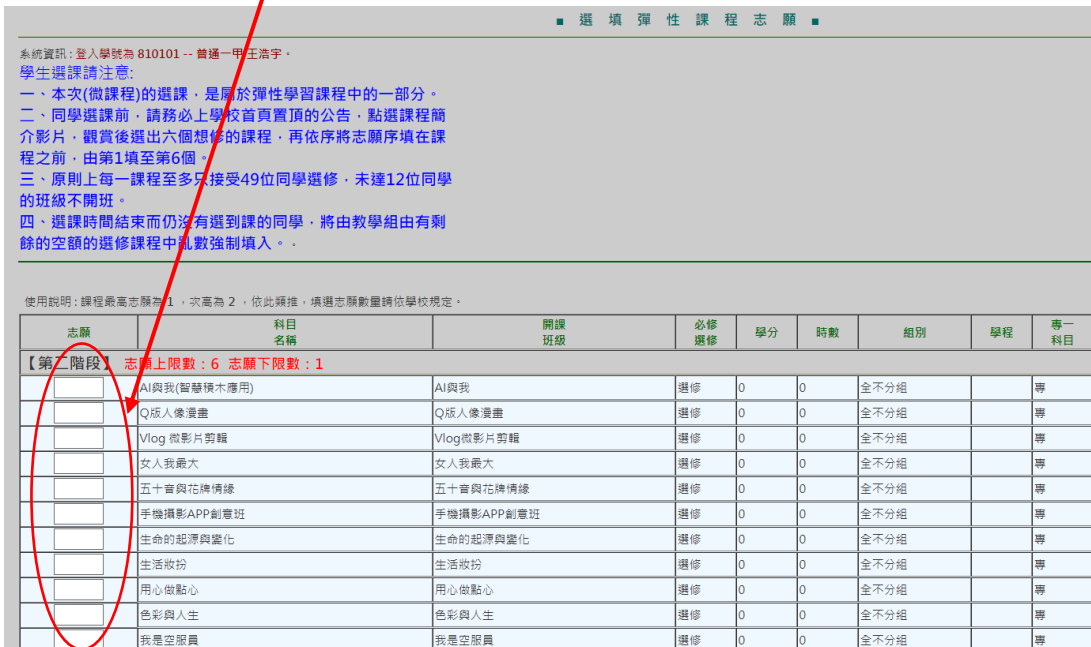 ■ 選填彈性課程志願 ■
系統資訊：登入學號為 810101 -- 普通一甲 王浩宇。
學生選課請注意:
一、本次(微課程)的選課，是屬於彈性學習課程中的一部分。
二、同學選課前，請務必上學校首頁置頂的公告，點選課程簡
介影片，觀賞後選出六個想修的課程，再依序將志願序填在課
程之前，由第1填至第6個。
三、原則上每一課程至多只接受49位同學選修，未達12位同學
的班級不開班。
四、選課時間結束而仍沒有選到課的同學，將由教學組由有剩
餘的空額的選修課程中亂數強制填入。。
使用說明：課程最高志願為 1 ，次高為 2 ，依此類推，填選志願數量請依學校規定。
志願 科目名稱 開課班級 必修選修 學分 時數 組別 學程 專一科目
【第二階段】 志願上限數：6 志願下限數：1
AI與我(智慧積木應用) AI與我 選修 0 0 全不分組 專
Q版人像漫畫 Q版人像漫畫 選修 0 0 全不分組 專
Vlog 微影片剪輯 Vlog微影片剪輯 選修 0 0 全不分組 專
女人我最大 女人我最大 選修 0 0 全不分組 專
五十音與花牌情緣 五十音與花牌情緣 選修 0 0 全不分組 專
手機攝影APP創意班 手機攝影APP創意班 選修 0 0 全不分組 專
生命的起源與變化 生命的起源與變化 選修 0 0 全不分組 專
生活妝扮 生活妝扮 選修 0 0 全不分組 專
用心做點心 用心做點心 選修 0 0 全不分組 專
色彩與人生 色彩與人生 選修 0 0 全不分組 專
我是空服員 我是空服員 選修 0 0 全不分組 專